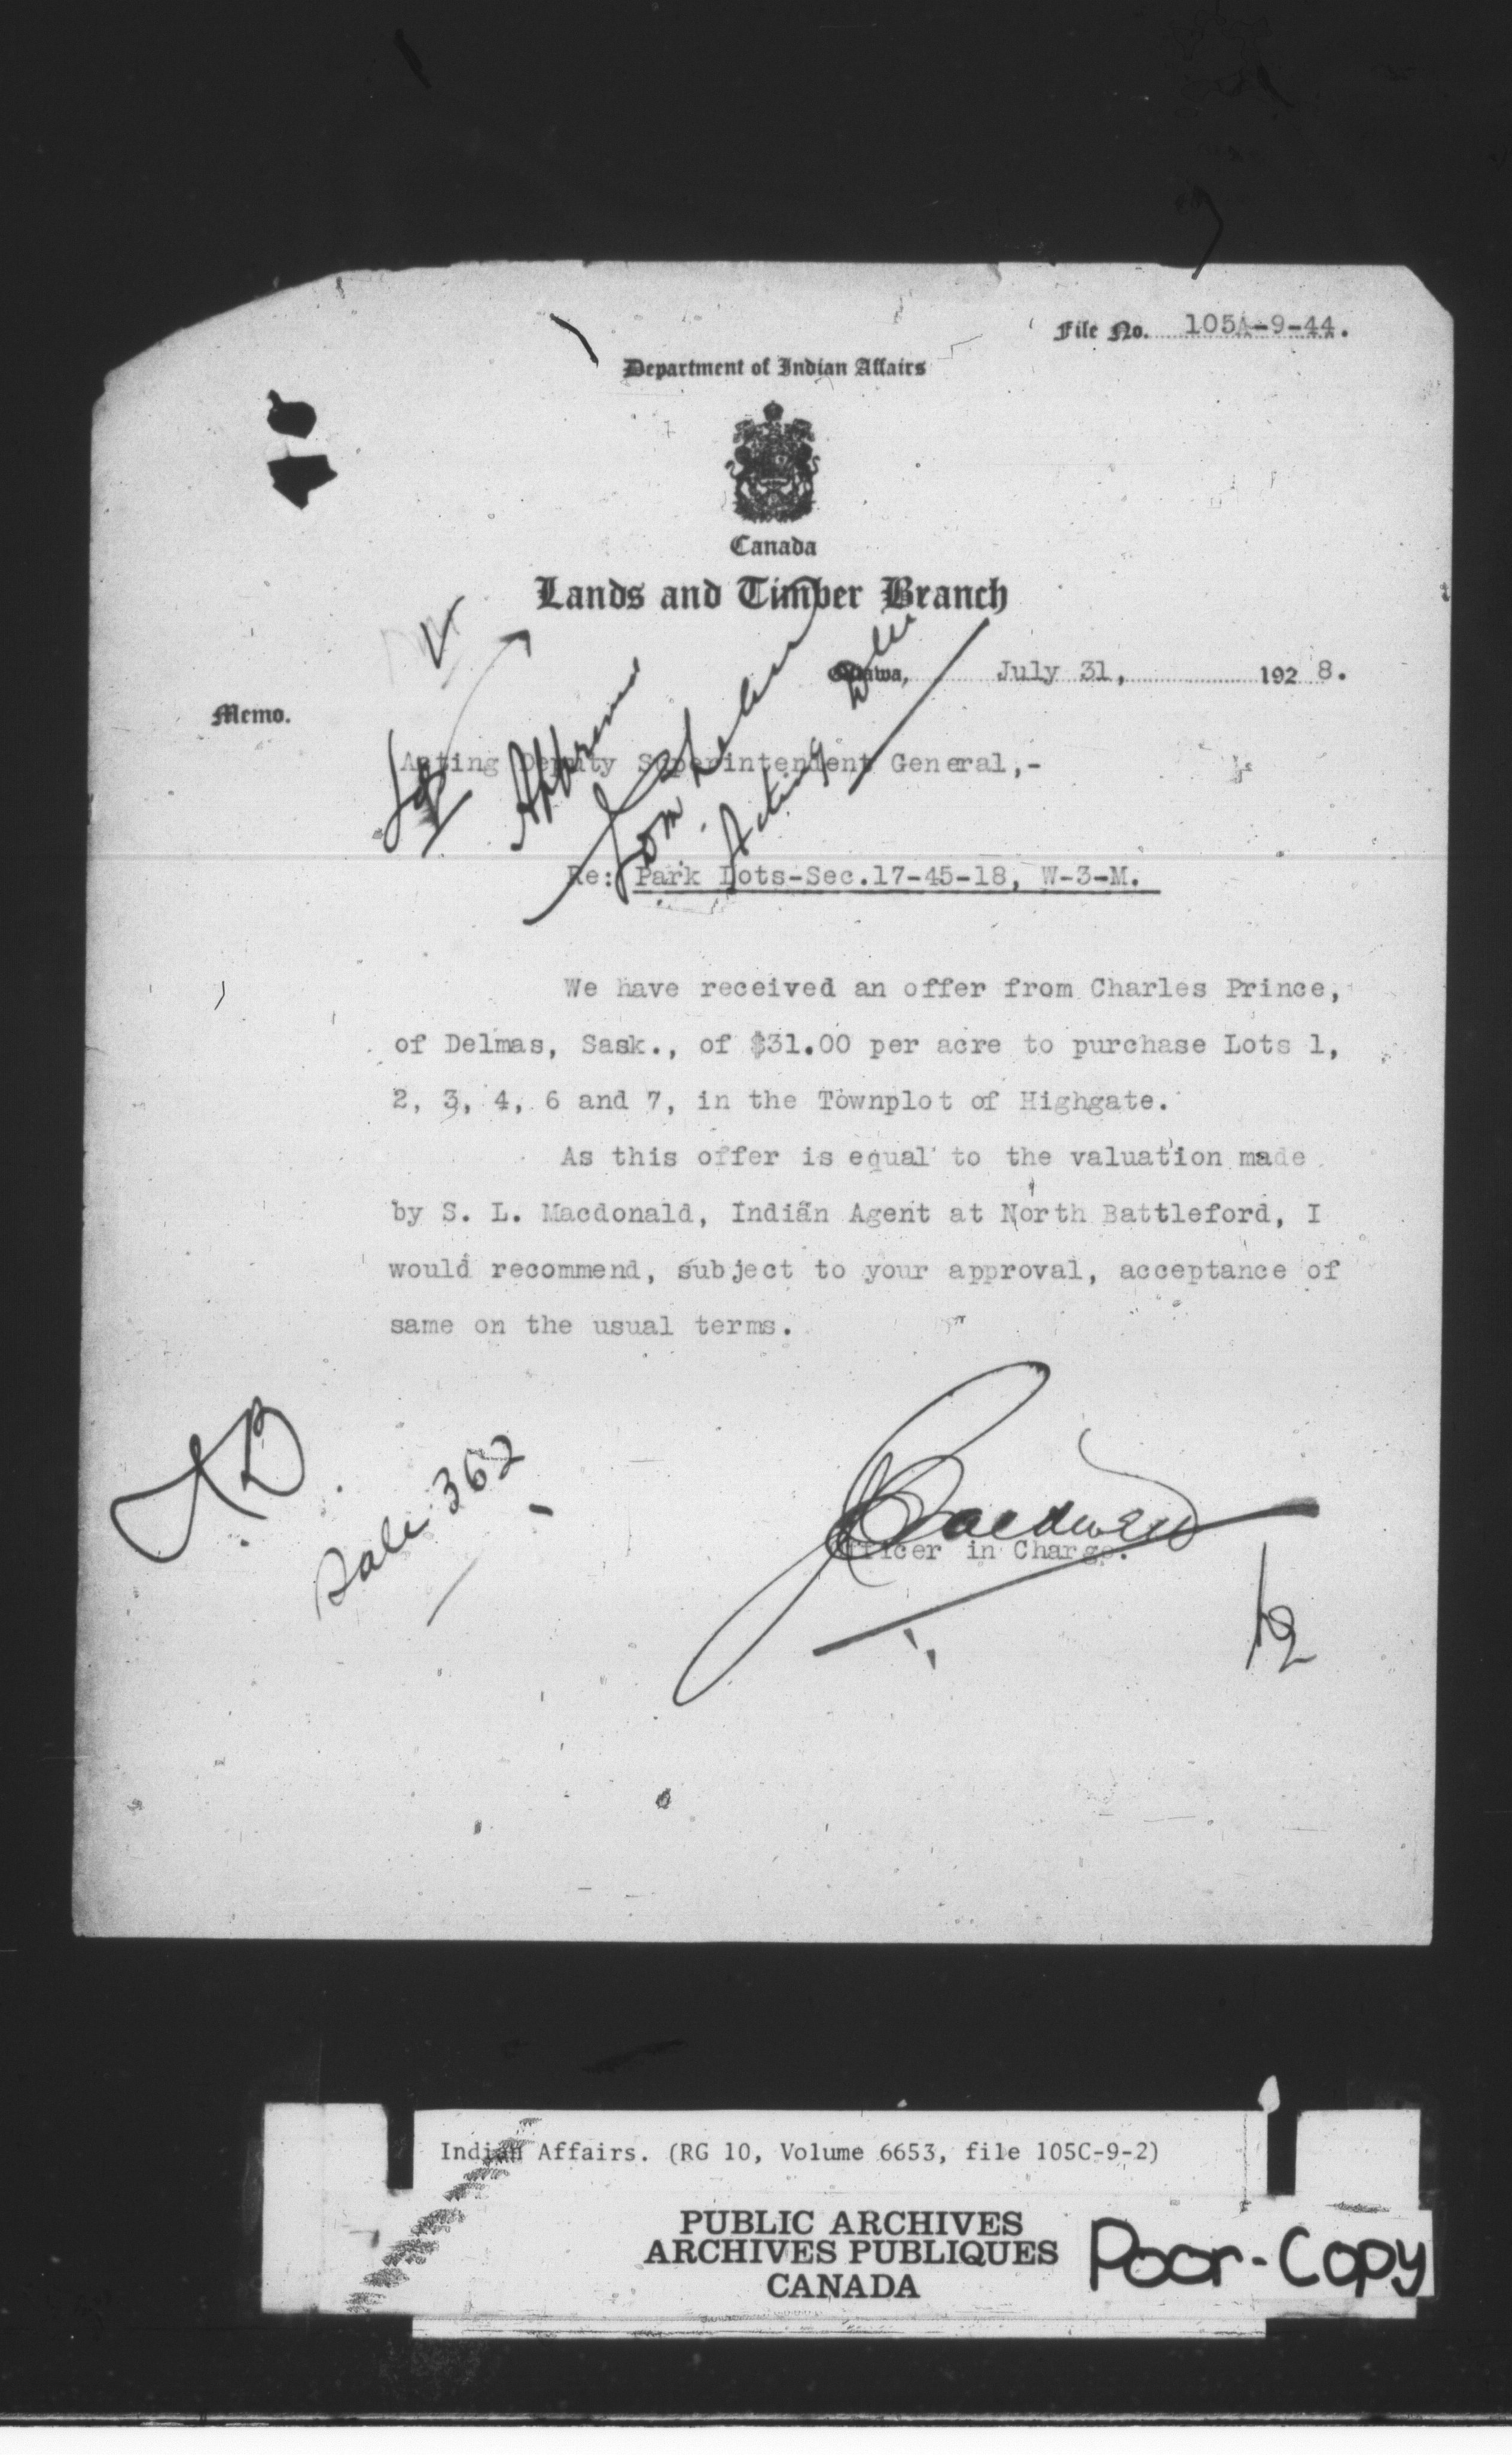 File No. 105A-9-44.
Department of Indian Affairs
Canada
Lands and Timber Branch
Ottawa, July 31, 1928.
Memo.
Acting Deputy Superintendent General,-
Approved
Acting
Re: Park Lots-Sec.17-45-18, W-3-M.
We have received an offer from Charles Prince,
of Delmas, Sask., of $31.00 per acre to purchase Lots 1,
2, 3, 4, 6 and 7, in the Townplot of Highgate.
As this offer is equal to the valuation made
by S. L. Macdonald, Indian Agent at North Battleford, I
would recommend, subject to your approval, acceptance of
same on the usual terms.
Sale 362
Officer in Charge.
Indian Affairs. (RG 10, Volume 6653, file 105C-9-2)
PUBLIC ARCHIVES
ARCHIVES PUBLIQUES
CANADA
Poor-Copy